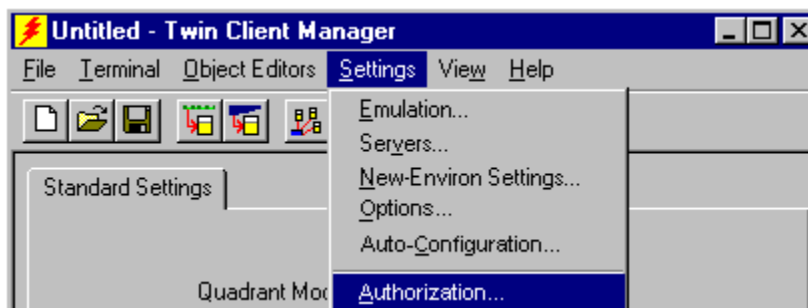 Untitled - Twin Client Manager
File Terminal Object Editors Settings View Help
Emulation...
Servers...
New-Environ Settings...
Options...
Auto-Configuration...
Authorization...
Standard Settings
Quadrant